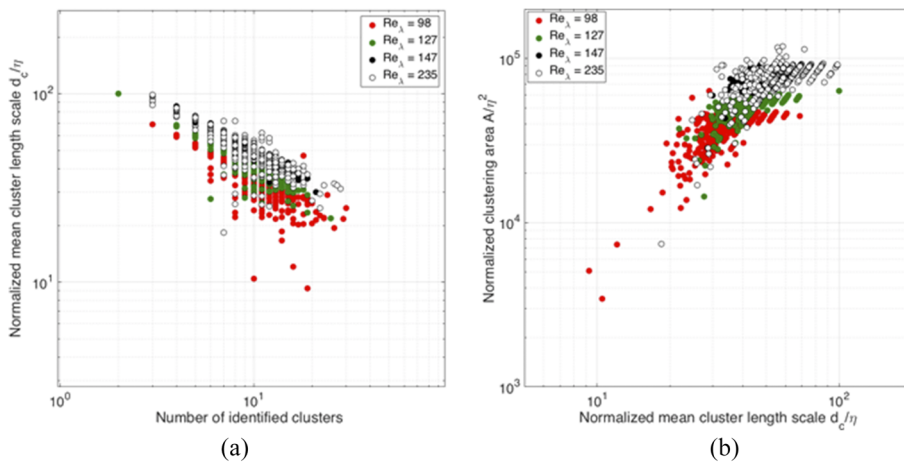 Re_λ = 98
Re_λ = 127
Re_λ = 147
Re_λ = 235
10^2
10^1
10^0
10^1
Normalized mean cluster length scale d_c/η
Number of identified clusters
(a)
Re_λ = 98
Re_λ = 127
Re_λ = 147
Re_λ = 235
10^5
10^4
10^3
10^1
10^2
Normalized clustering area A/η^2
Normalized mean cluster length scale d_c/η
(b)